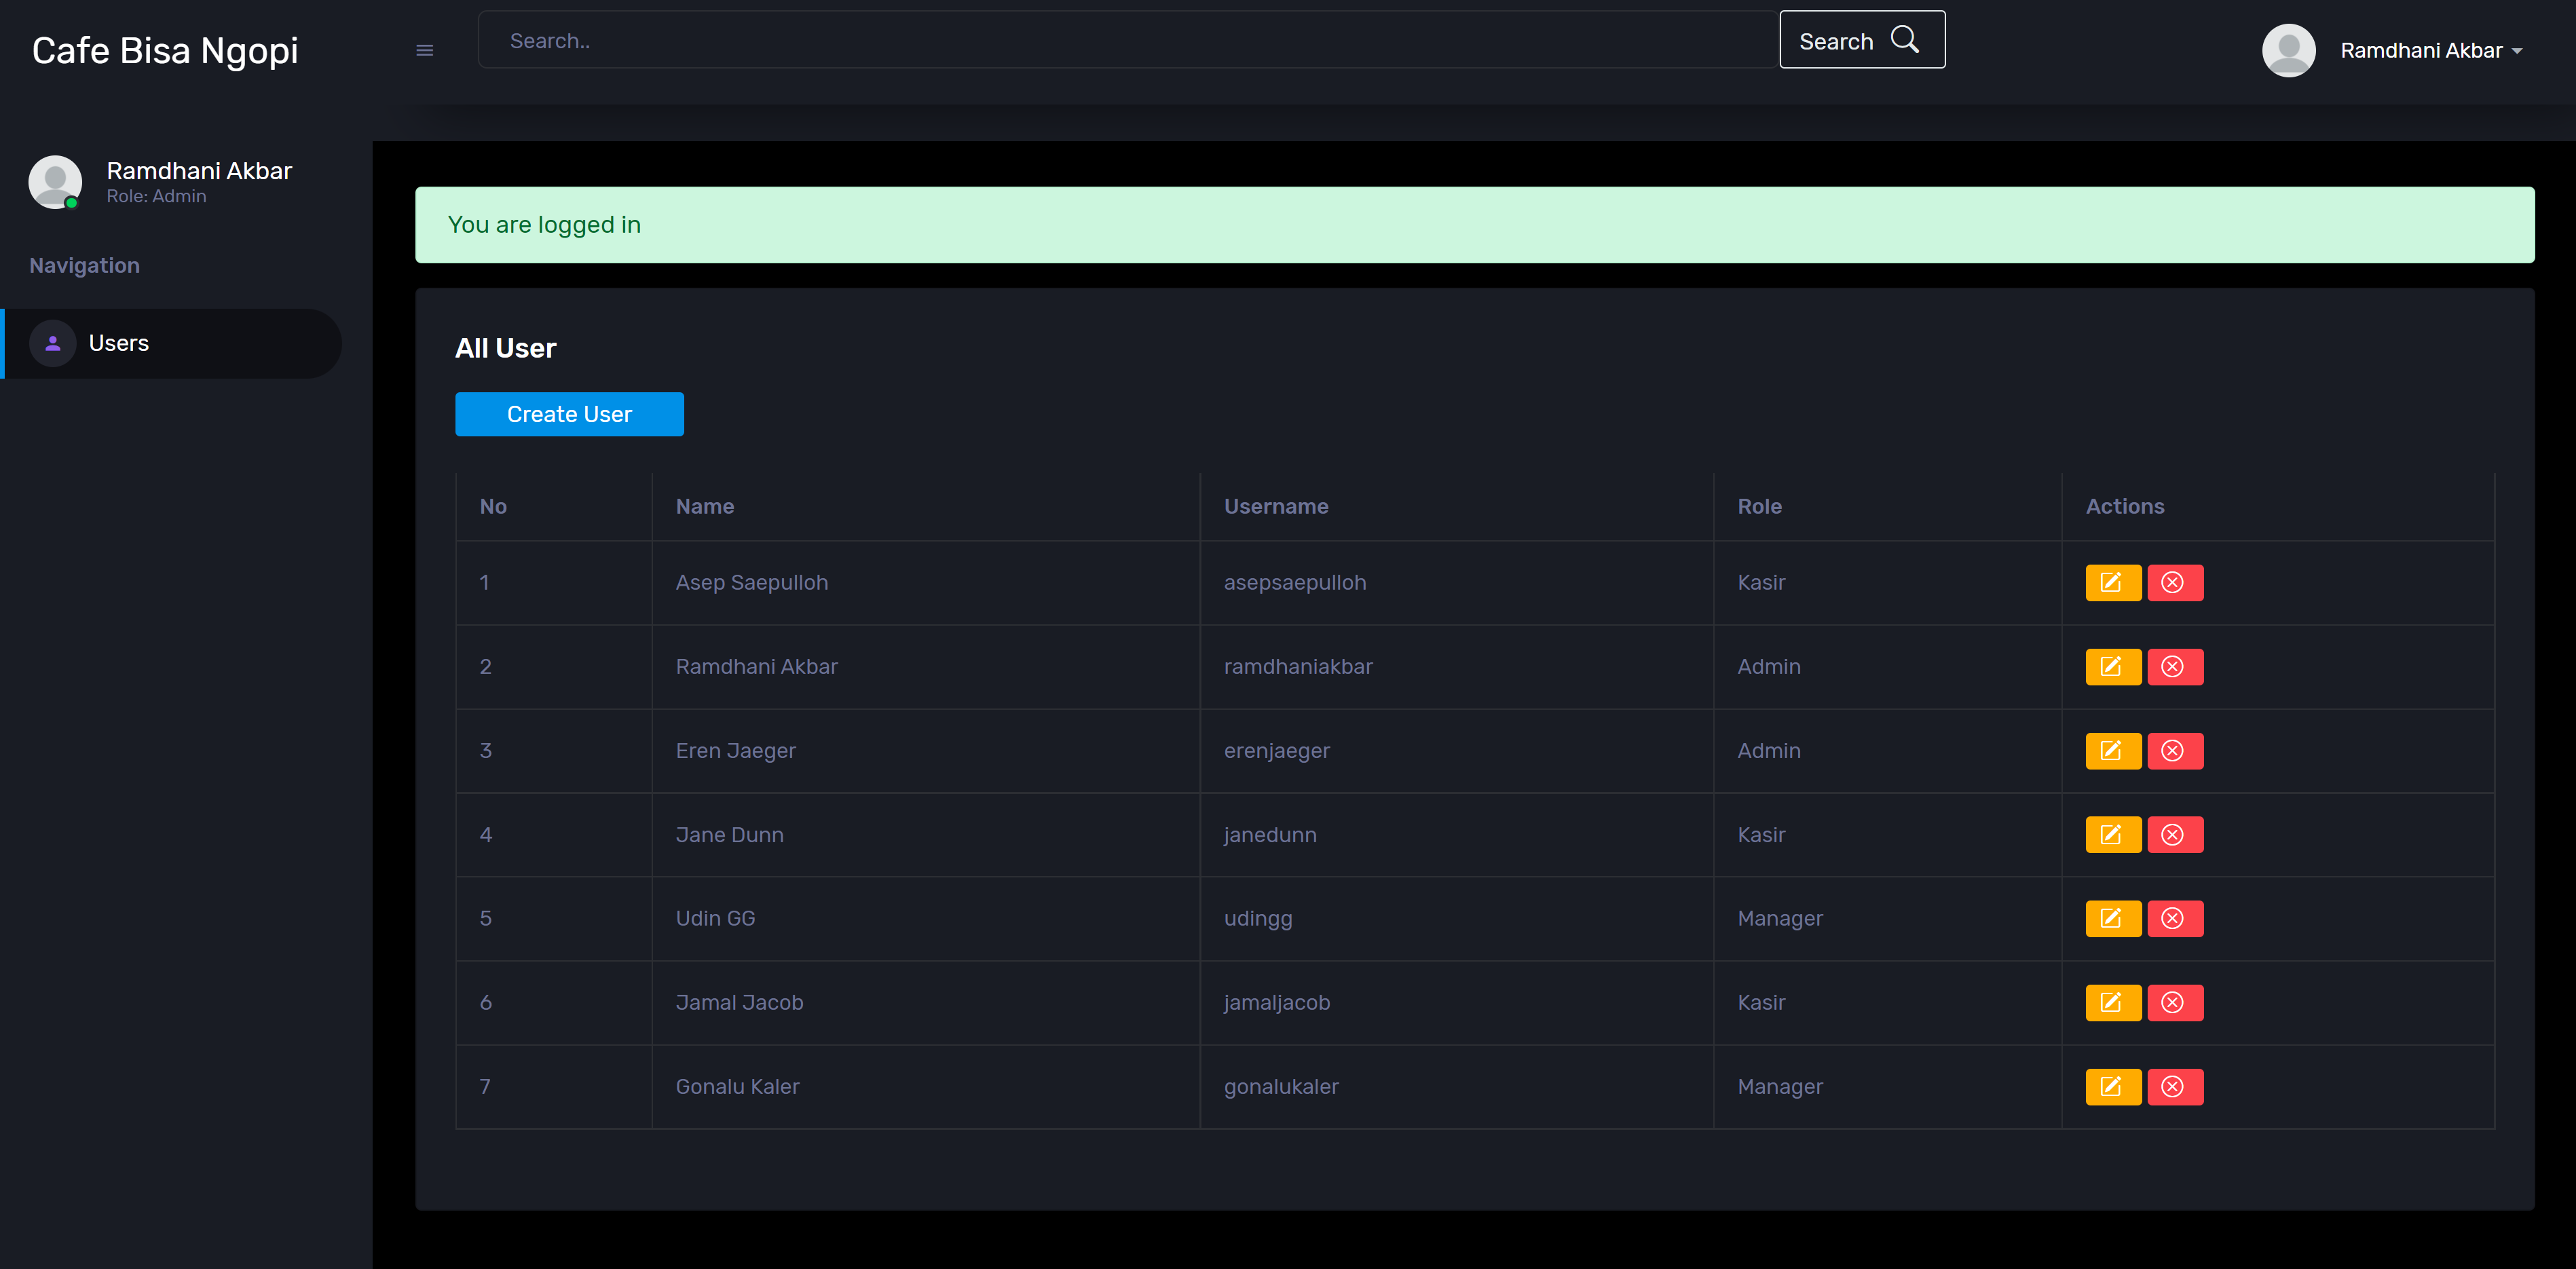 Cafe Bisa Ngopi
Search..
Search
Ramdhani Akbar
Ramdhani Akbar
Role: Admin
Navigation
Users
You are logged in
All User
Create User
No Name Username Role Actions
1 Asep Saepulloh asepsaepulloh Kasir
2 Ramdhani Akbar ramdhaniakbar Admin
3 Eren Jaeger erenjaeger Admin
4 Jane Dunn janedunn Kasir
5 Udin GG udingg Manager
6 Jamal Jacob jamaljacob Kasir
7 Gonalu Kaler gonalukaler Manager